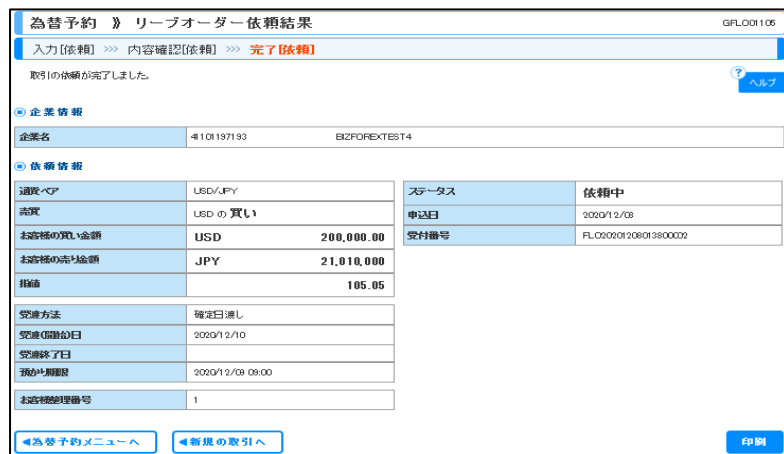 為替予約 》 リーブオーダー依頼結果 GFL001105
入力[依頼] >>> 内容確認[依頼] >>> 完了[依頼]
取引の依頼が完了しました。
? ヘルプ
企業情報
企業名 41101197193 BIZFOREXTEST4
依頼情報
通貨ペア USD/JPY
売買 USD の 買い
お客様の買い金額 USD 200,000.00
お客様の売り金額 JPY 21,010,000
指値 105.05
ステータス 依頼中
申込日 2020/12/08
受付番号 FLO20201208013800002
受渡方法 確定日渡し
受渡(開始)日 2020/12/10
受渡終了日
預かり期限 2020/12/09 09:00
お客様整理番号 1
◀為替予約メニューへ ◀新規の取引へ 印刷